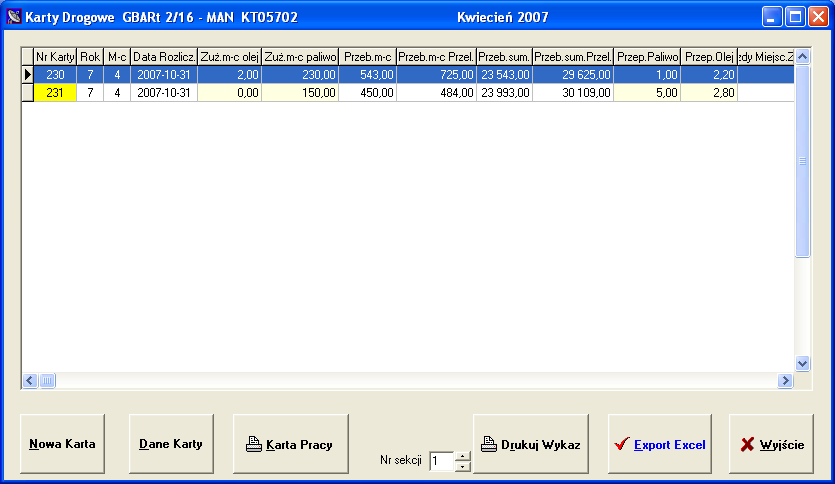 Karty Drogowe GBARt 2/16 - MAN KT05702 Kwiecień 2007
Nr Karty Rok M-c Data Rozlicz. Zuż.m-c olej Zuż.m-c paliwo Przeb.m-c Przeb.m-c Przel. Przeb.sum. Przeb.sum.Przel. Przep.Paliwo Przep.Olej zdy Miejsc.Z
230 7 4 2007-10-31 2,00 230,00 543,00 725,00 23 543,00 29 625,00 1,00 2,20
231 7 4 2007-10-31 0,00 150,00 450,00 484,00 23 993,00 30 109,00 5,00 2,80
Nowa Karta Dane Karty Karta Pracy Nr sekcji 1 Drukuj Wykaz Export Excel Wyjście